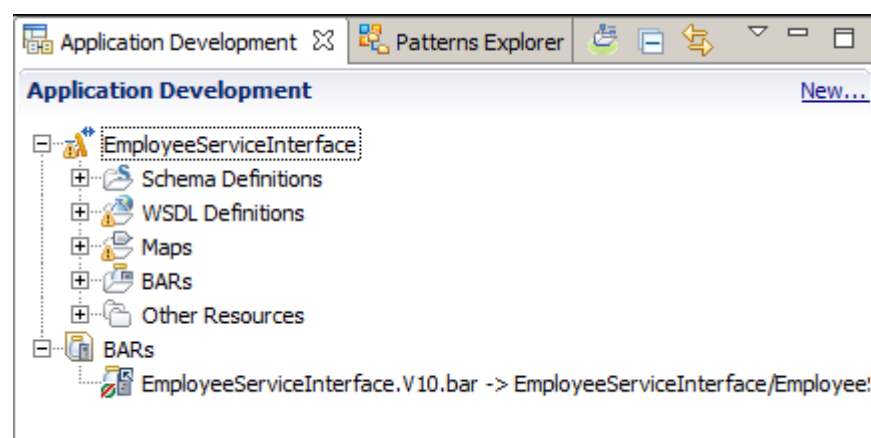 Application Development Patterns Explorer
Application Development New...
EmployeeServiceInterface
Schema Definitions
WSDL Definitions
Maps
BARs
Other Resources
BARs
EmployeeServiceInterface.V10.bar -> EmployeeServiceInterface/Employee